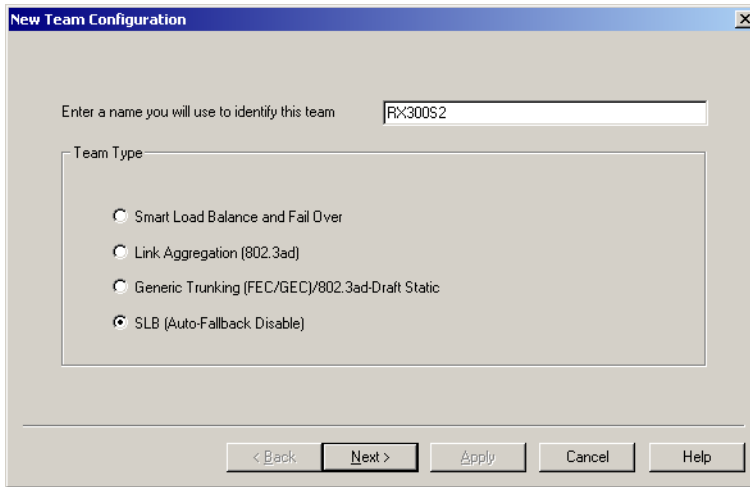 New Team Configuration
Enter a name you will use to identify this team RX300S2
Team Type
Smart Load Balance and Fail Over
Link Aggregation (802.3ad)
Generic Trunking (FEC/GEC)/802.3ad-Draft Static
SLB (Auto-Fallback Disable)
< Back Next > Apply Cancel Help